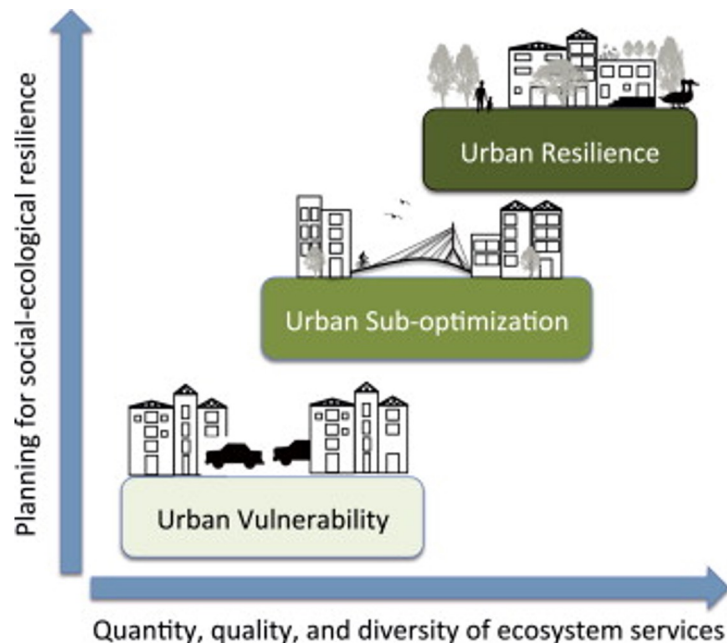 Planning for social-ecological resilience
Urban Resilience
Urban Sub-optimization
Urban Vulnerability
Quantity, quality, and diversity of ecosystem services